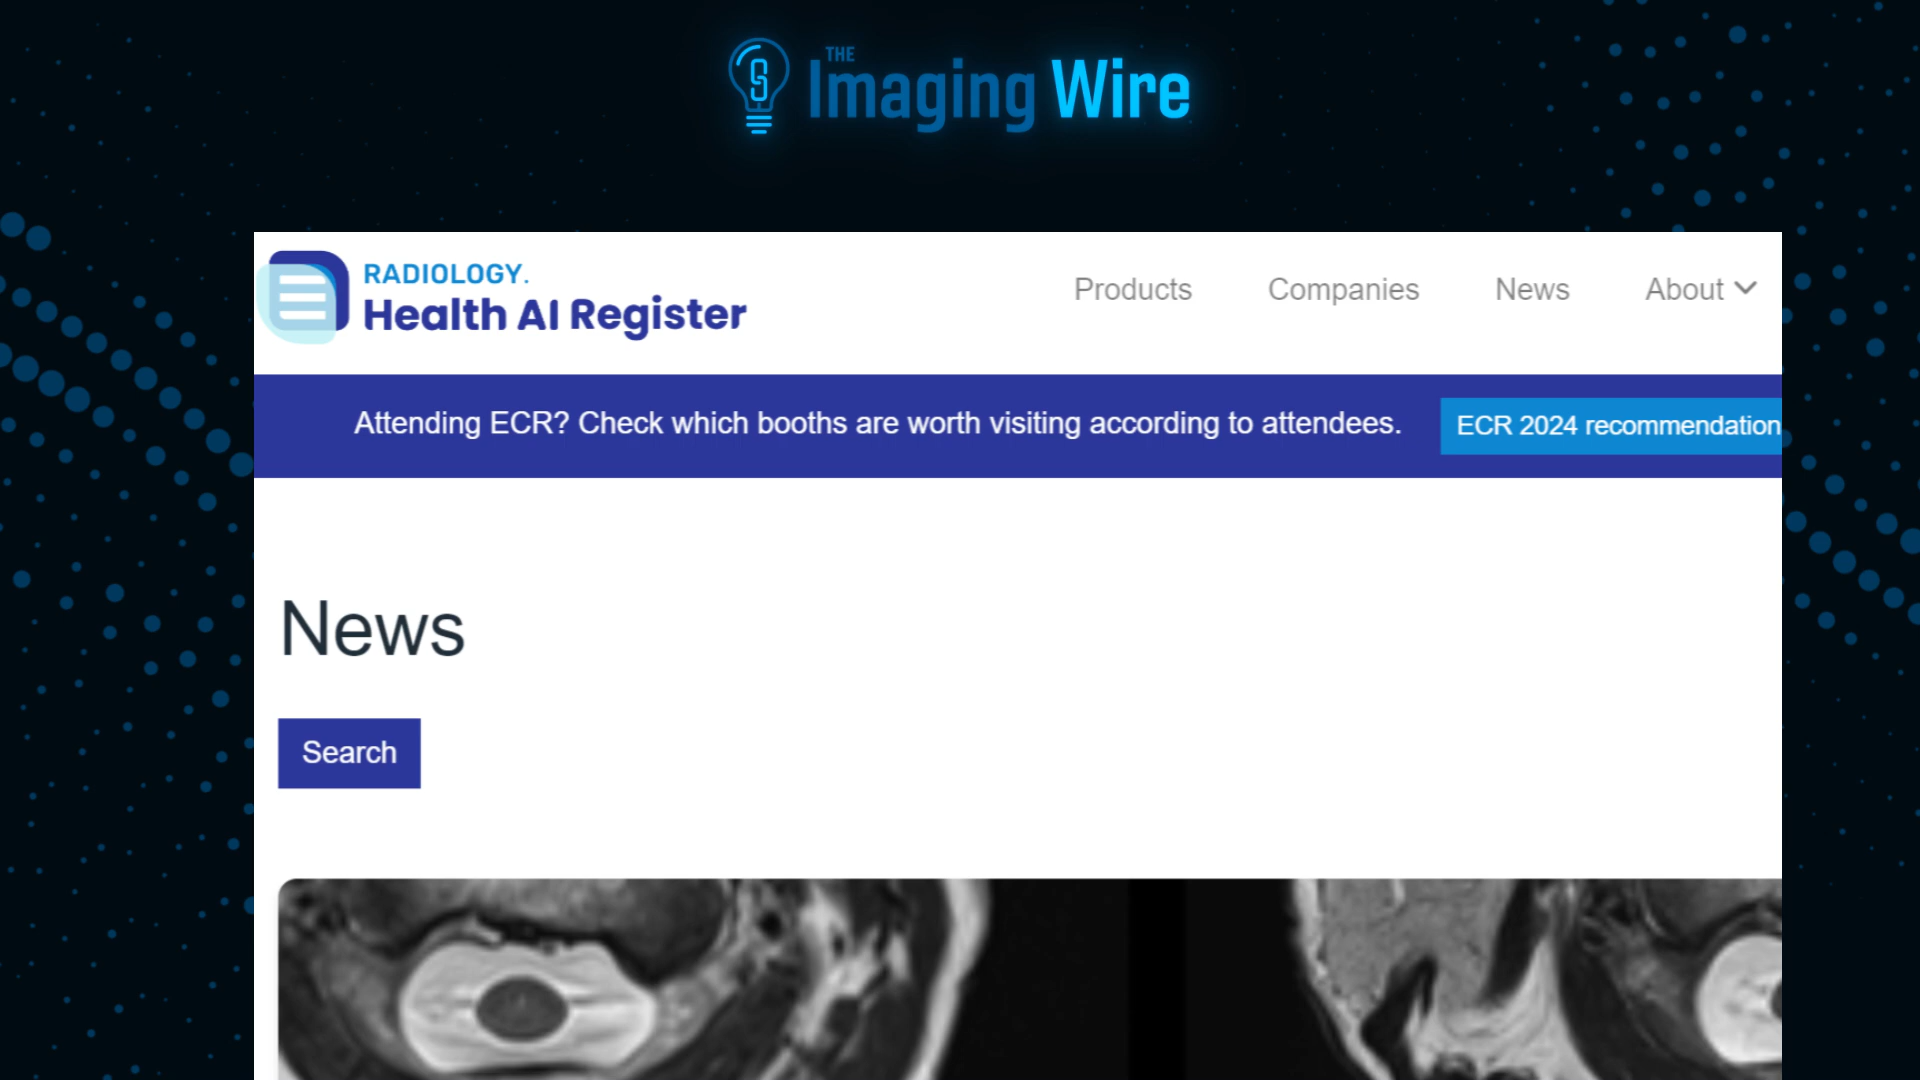 THE
Imaging Wire
RADIOLOGY.
Health AI Register
Products Companies News About
Attending ECR? Check which booths are worth visiting according to attendees. ECR 2024 recommendation
News
Search